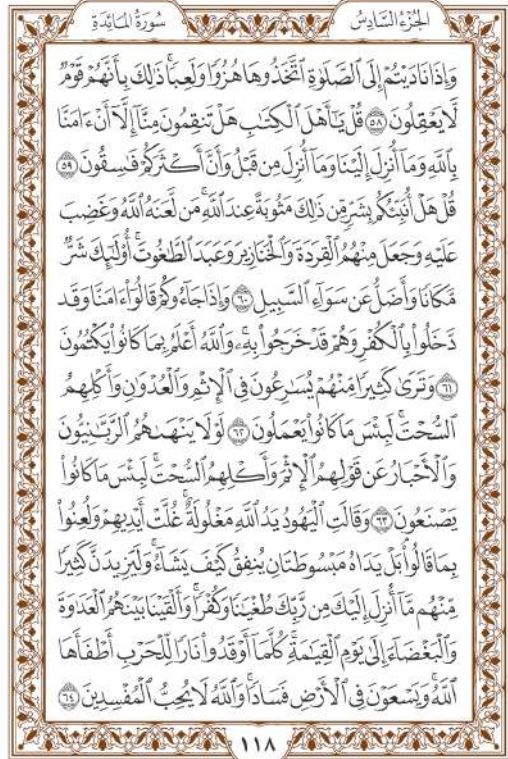 الجُزْءُ السَّادِسُ سُورَةُ المَائِدَةِ
وَإِذَا نَادَيْتُمْ إِلَى ٱلصَّلَوٰةِ ٱتَّخَذُوهَا هُزُوًا وَلَعِبًا ۚ ذَٰلِكَ بِأَنَّهُمْ قَوْمٌ
لَّا يَعْقِلُونَ ۝٥٨ قُلْ يَـٰٓأَهْلَ ٱلْكِتَـٰبِ هَلْ تَنقِمُونَ مِنَّآ إِلَّآ أَنْ ءَامَنَّا
بِٱللَّهِ وَمَآ أُنزِلَ إِلَيْنَا وَمَآ أُنزِلَ مِن قَبْلُ وَأَنَّ أَكْثَرَكُمْ فَـٰسِقُونَ ۝٥٩
قُلْ هَلْ أُنَبِّئُكُم بِشَرٍّ مِّن ذَٰلِكَ مَثُوبَةً عِندَ ٱللَّهِ ۚ مَن لَّعَنَهُ ٱللَّهُ وَغَضِبَ
عَلَيْهِ وَجَعَلَ مِنْهُمُ ٱلْقِرَدَةَ وَٱلْخَنَازِيرَ وَعَبَدَ ٱلطَّـٰغُوتَ ۚ أُو۟لَـٰٓئِكَ شَرٌّ
مَّكَانًا وَأَضَلُّ عَن سَوَآءِ ٱلسَّبِيلِ ۝٦٠ وَإِذَا جَآءُوكُمْ قَالُوٓا۟ ءَامَنَّا وَقَد
دَّخَلُوا۟ بِٱلْكُفْرِ وَهُمْ قَدْ خَرَجُوا۟ بِهِۦ ۚ وَٱللَّهُ أَعْلَمُ بِمَا كَانُوا۟ يَكْتُمُونَ
۝٦١ وَتَرَىٰ كَثِيرًا مِّنْهُمْ يُسَـٰرِعُونَ فِى ٱلْإِثْمِ وَٱلْعُدْوَٰنِ وَأَكْلِهِمُ
ٱلسُّحْتَ ۚ لَبِئْسَ مَا كَانُوا۟ يَعْمَلُونَ ۝٦٢ لَوْلَا يَنْهَىٰهُمُ ٱلرَّبَّـٰنِيُّونَ
وَٱلْأَحْبَارُ عَن قَوْلِهِمُ ٱلْإِثْمَ وَأَكْلِهِمُ ٱلسُّحْتَ ۚ لَبِئْسَ مَا كَانُوا۟
يَصْنَعُونَ ۝٦٣ وَقَالَتِ ٱلْيَهُودُ يَدُ ٱللَّهِ مَغْلُولَةٌ ۚ غُلَّتْ أَيْدِيهِمْ وَلُعِنُوا۟
بِمَا قَالُوا۟ ۘ بَلْ يَدَاهُ مَبْسُوطَتَانِ يُنفِقُ كَيْفَ يَشَآءُ ۚ وَلَيَزِيدَنَّ كَثِيرًا
مِّنْهُم مَّآ أُنزِلَ إِلَيْكَ مِن رَّبِّكَ طُغْيَـٰنًا وَكُفْرًا ۚ وَأَلْقَيْنَا بَيْنَهُمُ ٱلْعَدَٰوَةَ
وَٱلْبَغْضَآءَ إِلَىٰ يَوْمِ ٱلْقِيَـٰمَةِ ۚ كُلَّمَآ أَوْقَدُوا۟ نَارًا لِّلْحَرْبِ أَطْفَأَهَا
ٱللَّهُ ۚ وَيَسْعَوْنَ فِى ٱلْأَرْضِ فَسَادًا ۚ وَٱللَّهُ لَا يُحِبُّ ٱلْمُفْسِدِينَ ۝٦٤
١١٨